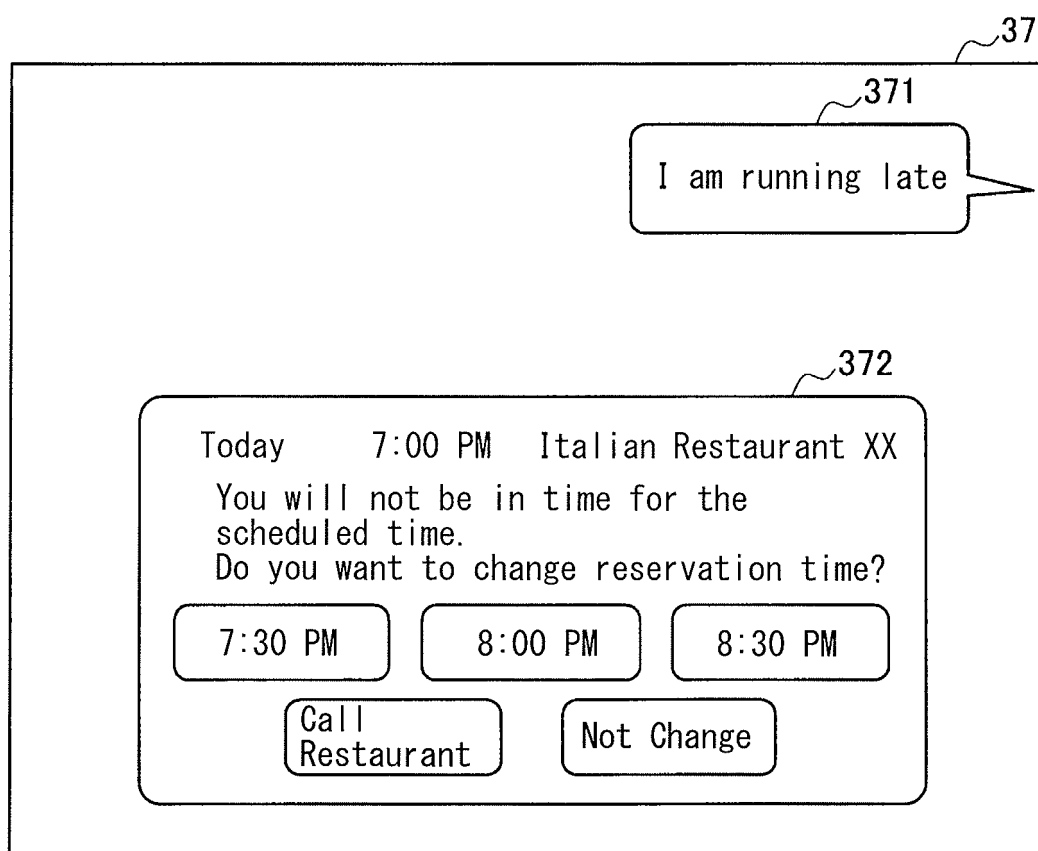 37
371
I am running late
372
Today 7:00 PM Italian Restaurant XX
You will not be in time for the
scheduled time.
Do you want to change reservation time?
7:30 PM 8:00 PM 8:30 PM
Call
Restaurant
Not Change